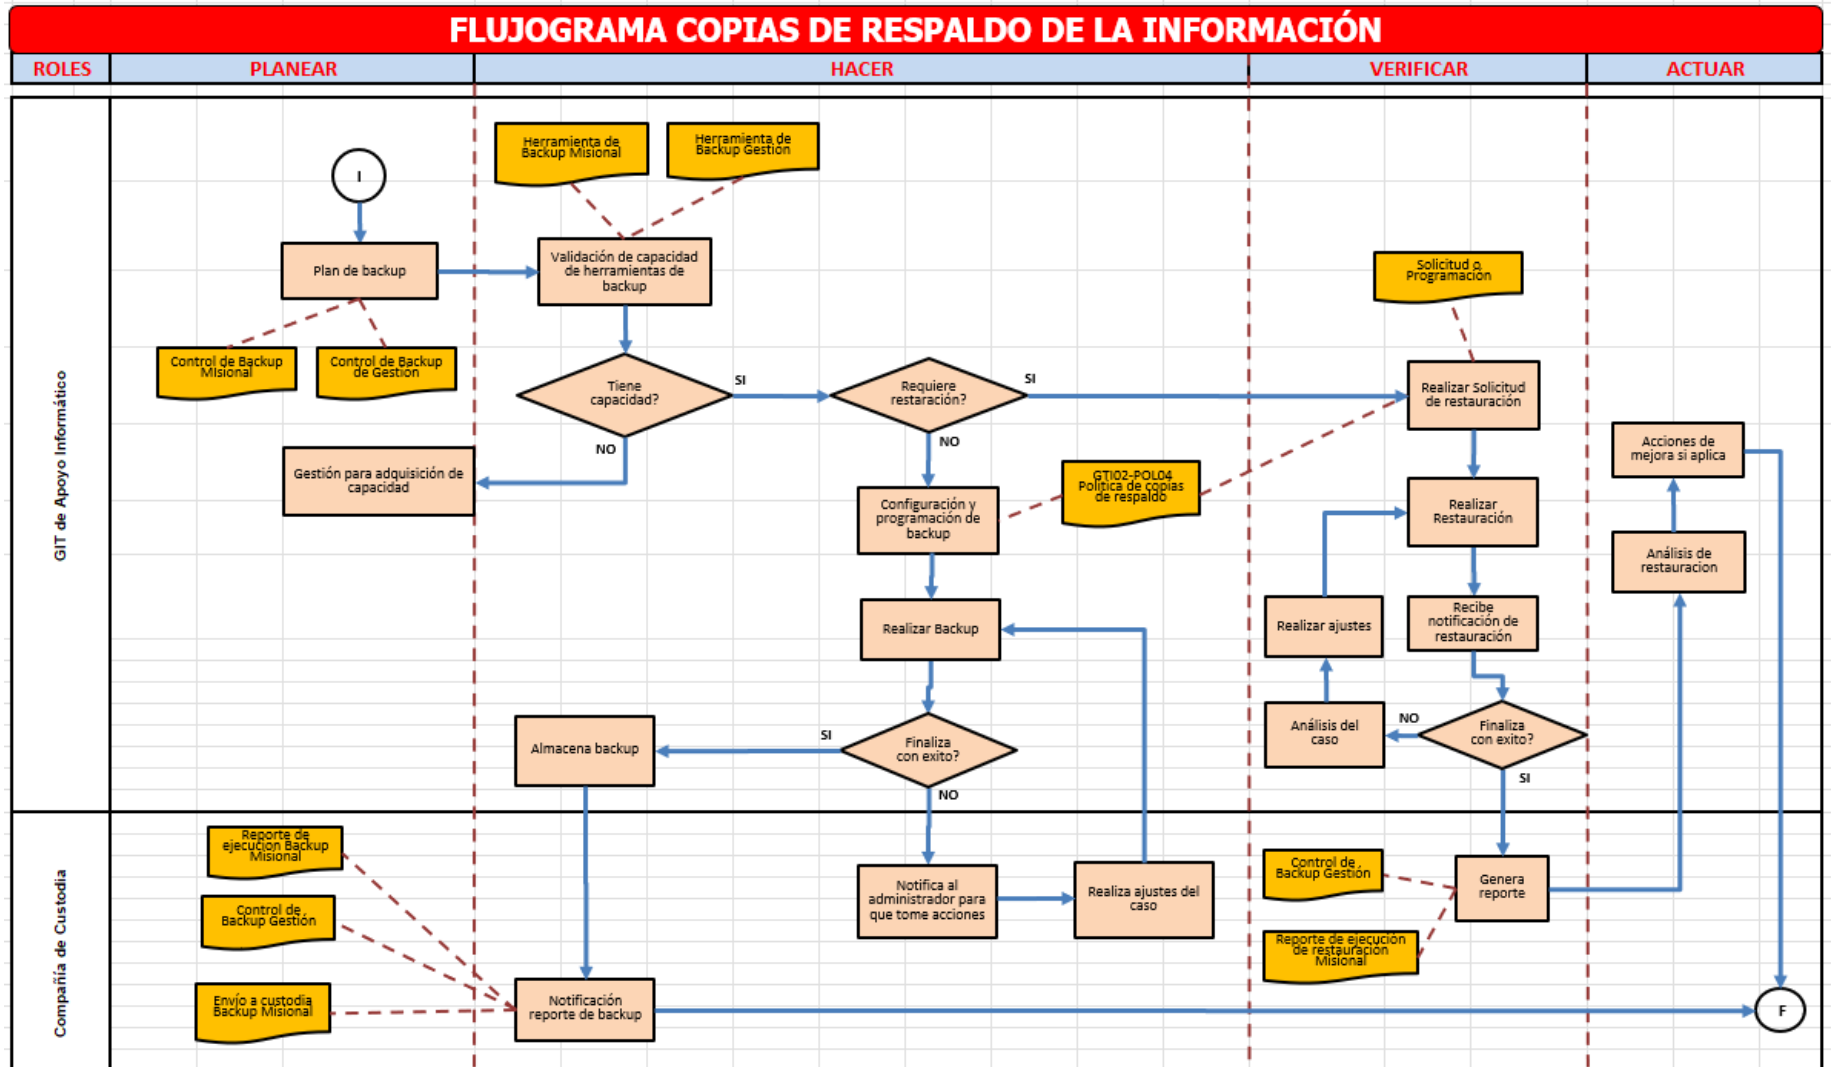 FLUJOGRAMA COPIAS DE RESPALDO DE LA INFORMACIÓN
ROLES
PLANEAR
HACER
VERIFICAR
ACTUAR
GIT de Apoyo Informático
I
Plan de backup
Control de Backup
MIsional
Control de Backup
de Gestión
Gestión para adquisición de
capacidad
Herramienta de
Backup Misional
Herramienta de
Backup Gestión
Validación de capacidad
de herramientas de
backup
Tiene
capacidad?
SI
NO
Requiere
restaración?
SI
NO
GTI02-POL04
Política de copias
de respaldo
Configuración y
programación de
backup
Realizar Backup
Finaliza
con exito?
SI
NO
Almacena backup
Solicitud o
Programación
Realizar Solicitud
de restauración
Realizar
Restauración
Recibe
notificación de
restauración
Realizar ajustes
Análisis del
caso
NO
Finaliza
con exito?
SI
Acciones de
mejora si aplica
Análisis de
restauracion
Compañía de Custodia
Reporte de
ejecucion Backup
Misional
Control de
Backup Gestión
Envío a custodia
Backup Misional
Notificación
reporte de backup
Notifica al
administrador para
que tome acciones
Realiza ajustes del
caso
Control de
Backup Gestión
Reporte de ejecución
de restauración
Misional
Genera
reporte
F